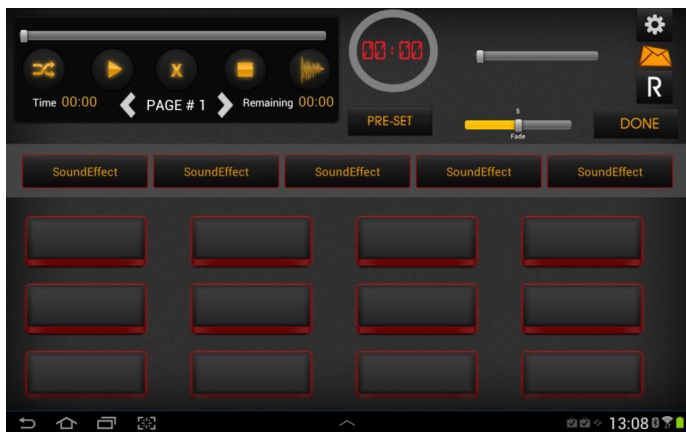 00:00
X
R
Time 00:00
PAGE # 1
Remaining 00:00
PRE-SET
5
Fade
DONE
SoundEffect
SoundEffect
SoundEffect
SoundEffect
SoundEffect
13:08